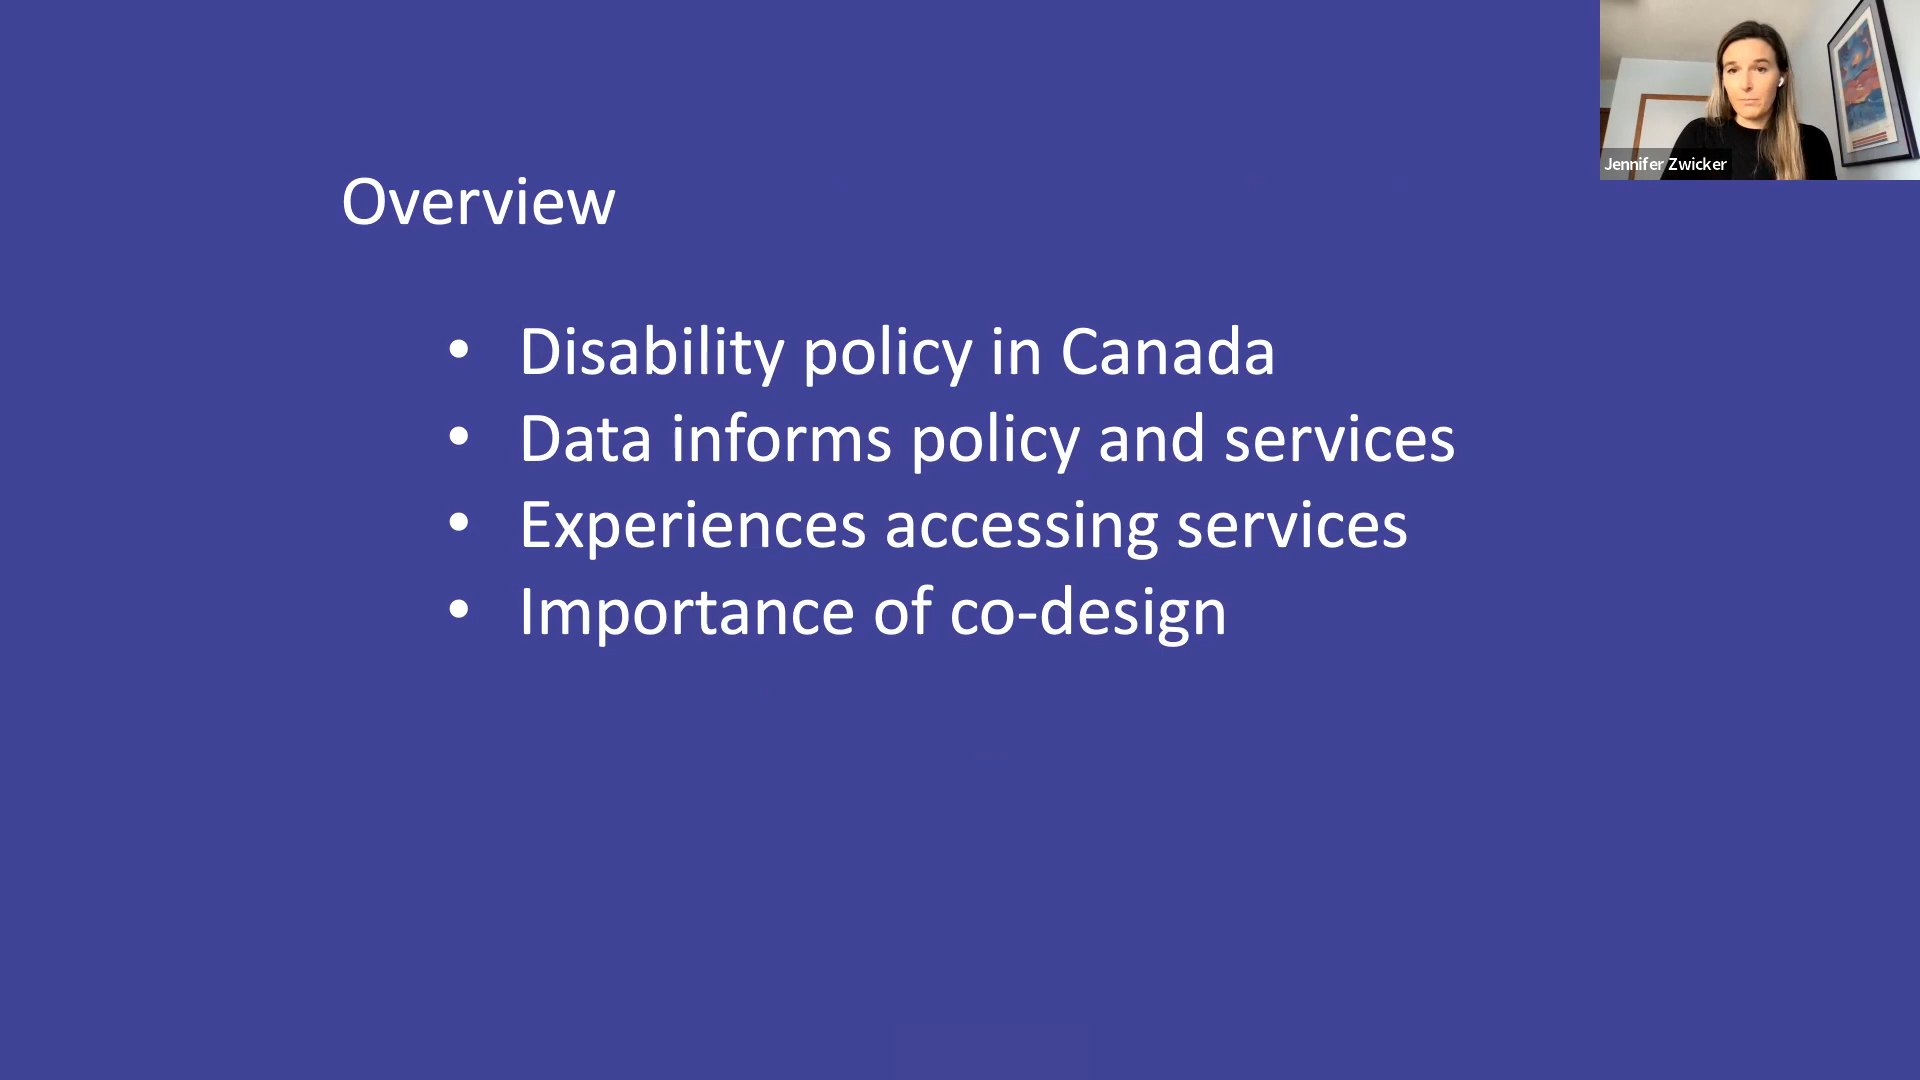 Jennifer Zwicker
Overview
• Disability policy in Canada
• Data informs policy and services
• Experiences accessing services
• Importance of co-design